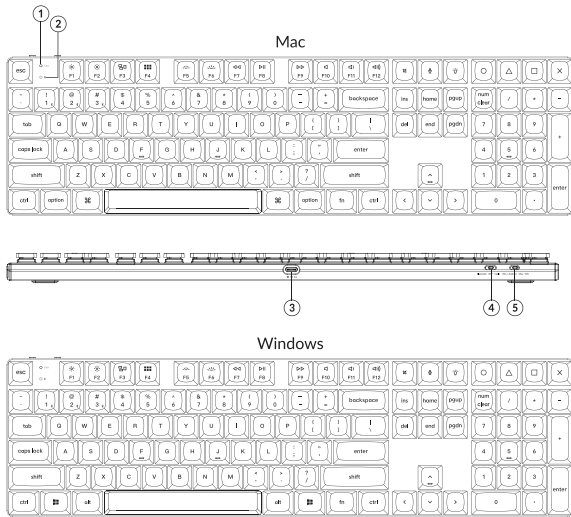 1
2
Mac
esc F1 F2 F3 F4 F5 F6 F7 F8 F9 F10 F11 F12
~ ` ! 1 @ 2 # 3 $ 4 % 5 ^ 6 & 7 * 8 ( 9 ) 0 - + = backspace ins home pgup num clear / * -
tab Q W E R T Y U I O P { [ } ] | \ del end pgdn 7 8 9 +
caps lock A S D F G H J K L : ; " ' enter 4 5 6
shift Z X C V B N M < , > . ? / shift 1 2 3 enter
ctrl option ⌘ ⌘ option fn ctrl 0 .
3 4 5
Windows
esc F1 F2 F3 F4 F5 F6 F7 F8 F9 F10 F11 F12
~ ` ! 1 @ 2 # 3 $ 4 % 5 ^ 6 & 7 * 8 ( 9 ) 0 - + = backspace ins home pgup num clear / * -
tab Q W E R T Y U I O P { [ } ] | \ del end pgdn 7 8 9 +
caps lock A S D F G H J K L : ; " ' enter 4 5 6
shift Z X C V B N M < , > . ? / shift 1 2 3 enter
ctrl alt alt fn ctrl 0 .